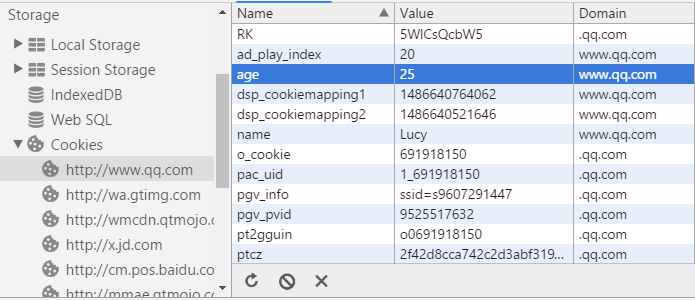 Storage
Local Storage
Session Storage
IndexedDB
Web SQL
Cookies
http://www.qq.com
http://wa.gtimg.com
http://wmcdn.qtmojo.com
http://x.jd.com
http://cm.pos.baidu.co
http://mmae.qtmojo.com
Name Value Domain
RK 5WlCsQcbW5 .qq.com
ad_play_index 20 www.qq.com
age 25 www.qq.com
dsp_cookiemapping1 1486640764062 www.qq.com
dsp_cookiemapping2 1486640521646 www.qq.com
name Lucy www.qq.com
o_cookie 691918150 .qq.com
pac_uid 1_691918150 .qq.com
pgv_info ssid=s9607291447 .qq.com
pgv_pvid 9525517632 .qq.com
pt2gguin o0691918150 .qq.com
ptcz 2f42d8cca742c2d3abf319... .qq.com